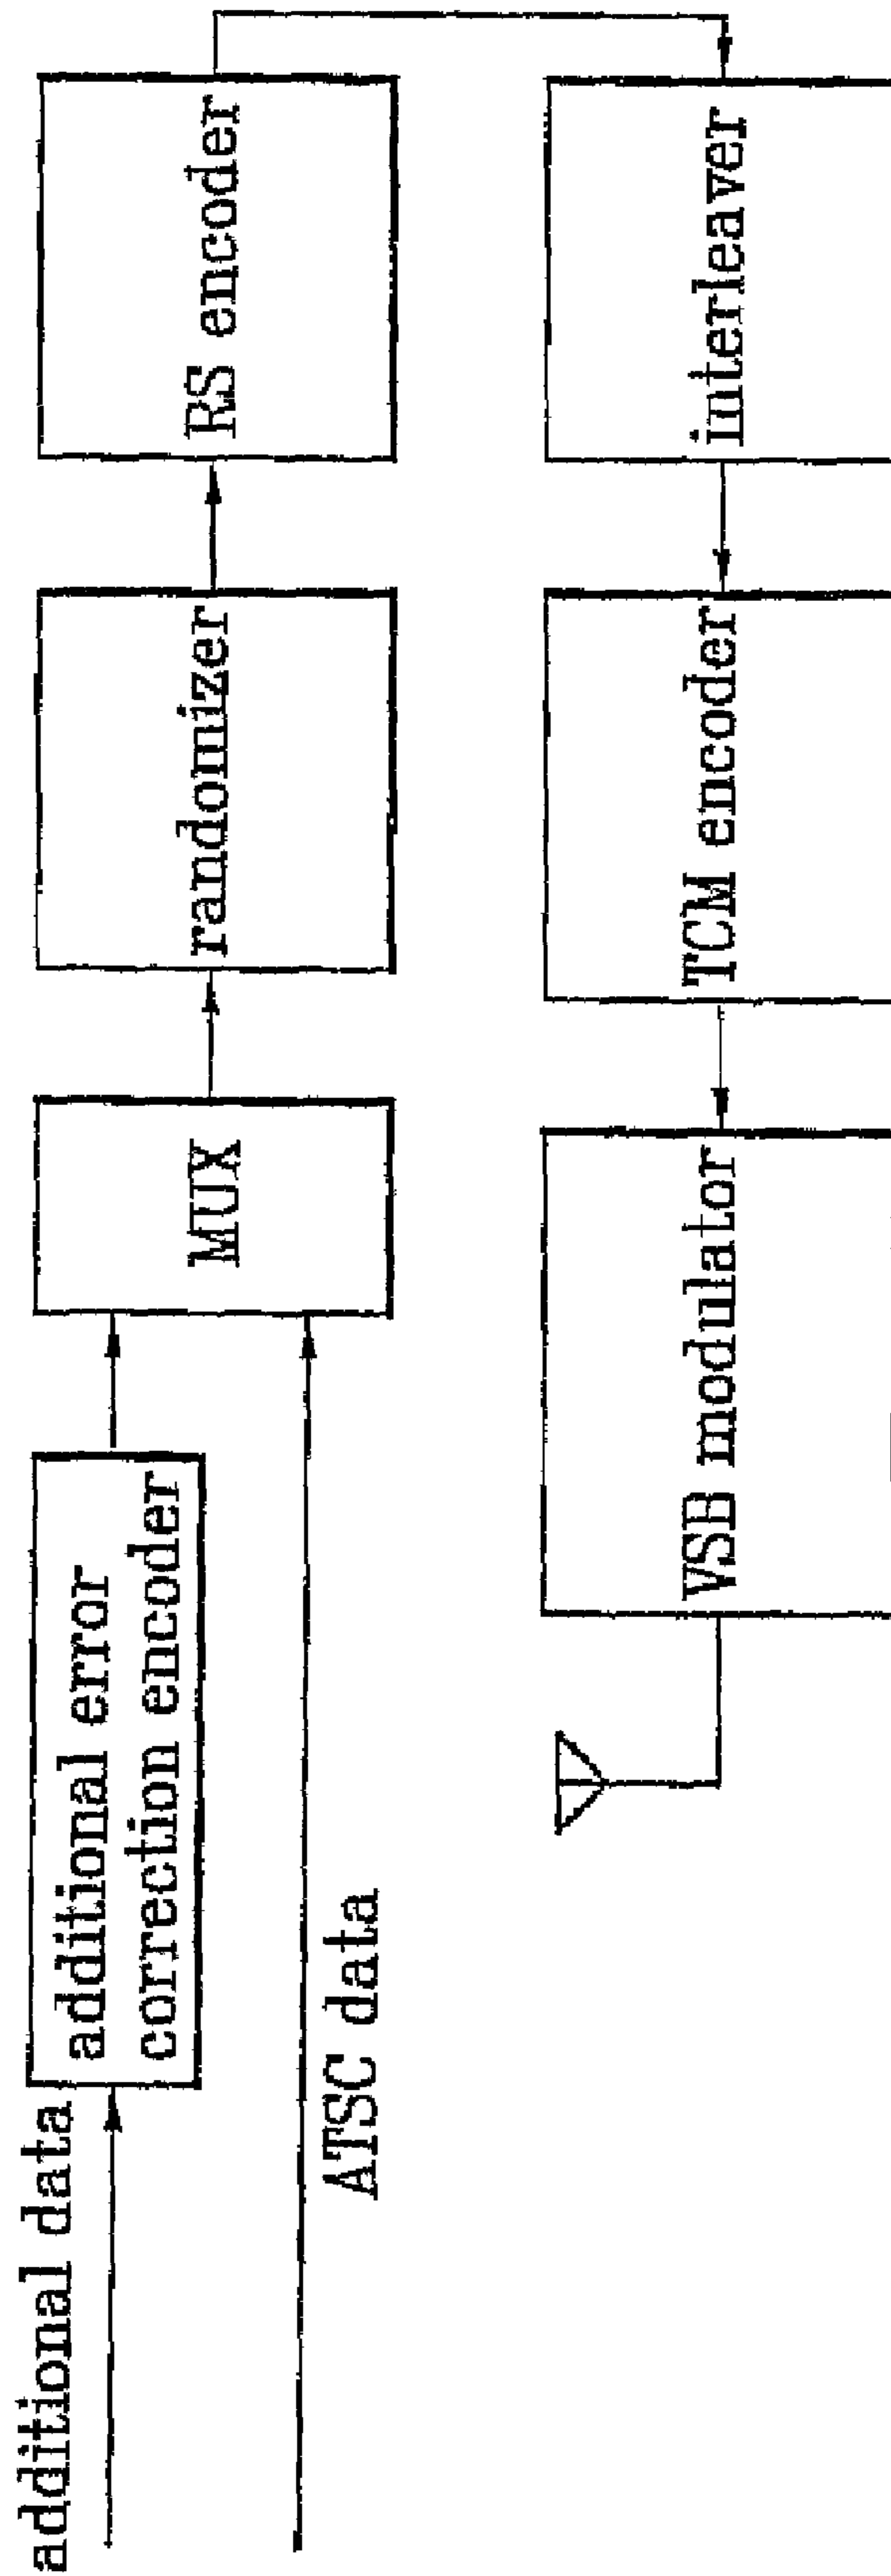 additional data
additional error
correction encoder
ATSC data
MUX
randomizer
RS encoder
interleaver
TCM encoder
VSB modulator